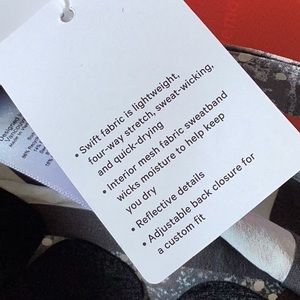 • Swift fabric is lightweight,
four-way stretch, sweat-wicking,
and quick-drying
• Interior mesh fabric sweatband
wicks moisture to help keep
you dry
• Reflective details
• Adjustable back closure for
a custom fit
Designed